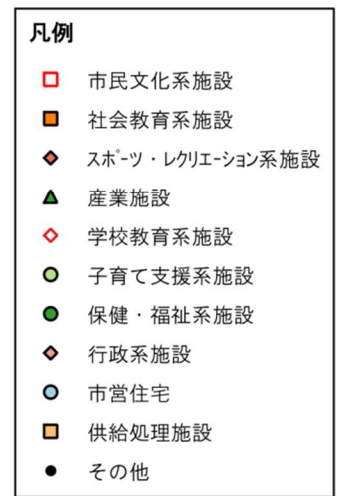 凡例
市民文化系施設
社会教育系施設
スポーツ・レクリエーション系施設
産業施設
学校教育系施設
子育て支援系施設
保健・福祉系施設
行政系施設
市営住宅
供給処理施設
その他